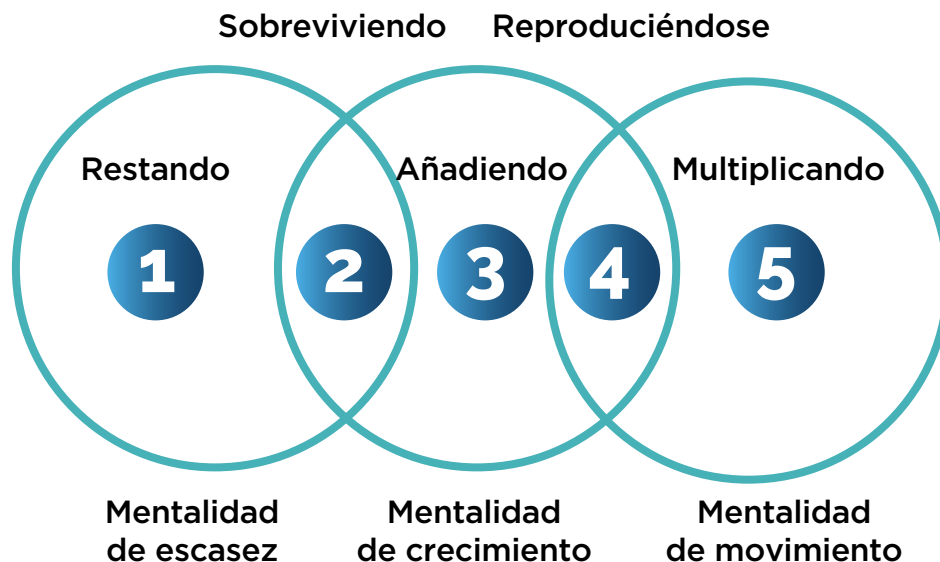 Sobreviviendo Reproduciéndose
Restando Añadiendo Multiplicando
1 2 3 4 5
Mentalidad de escasez
Mentalidad de crecimiento
Mentalidad de movimiento